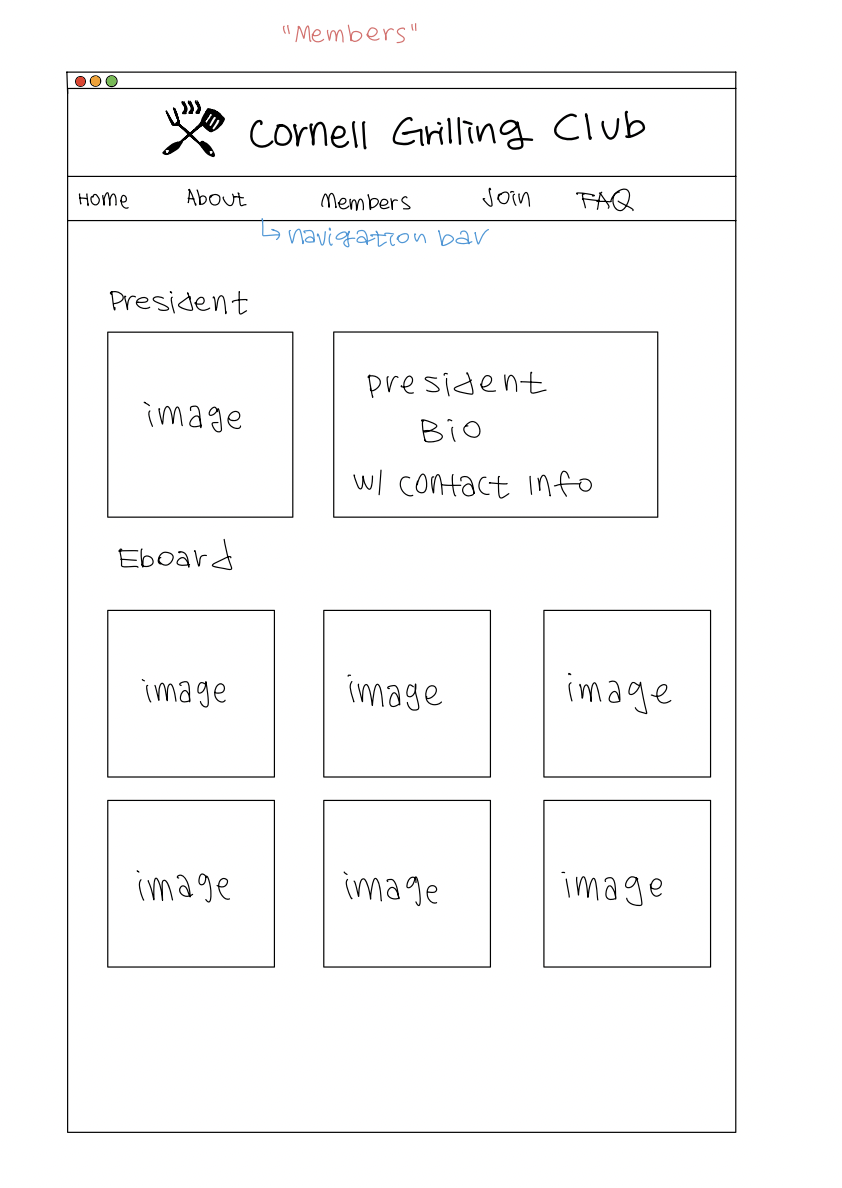 "Members"
Cornell Grilling Club
Home About Members Join FAQ
navigation bar
President
image
president
Bio
w/ contact info
Eboard
image image image
image image image